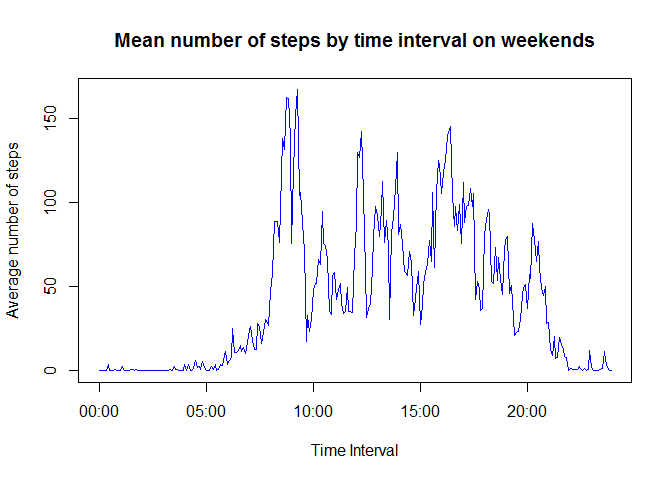 Mean number of steps by time interval on weekends
Average number of steps
150
100
50
0
00:00 05:00 10:00 15:00 20:00
Time Interval